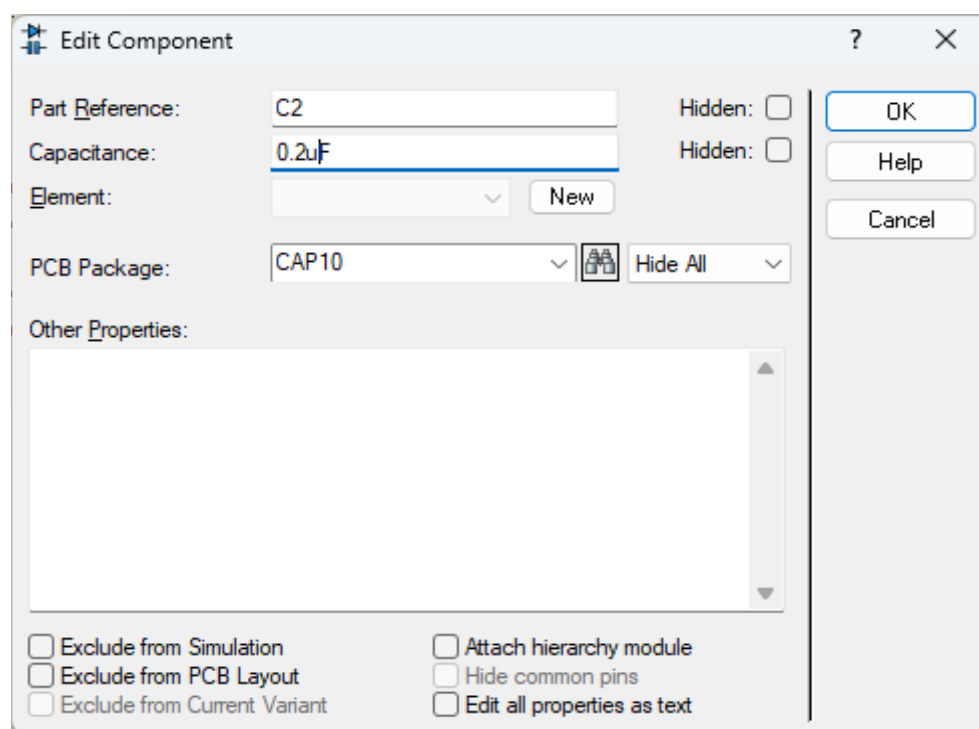 Edit Component ? ×
Part Reference: C2 Hidden: OK
Capacitance: 0.2uF Hidden: Help
Element: New Cancel
PCB Package: CAP10 Hide All
Other Properties:
Exclude from Simulation Attach hierarchy module
Exclude from PCB Layout Hide common pins
Exclude from Current Variant Edit all properties as text